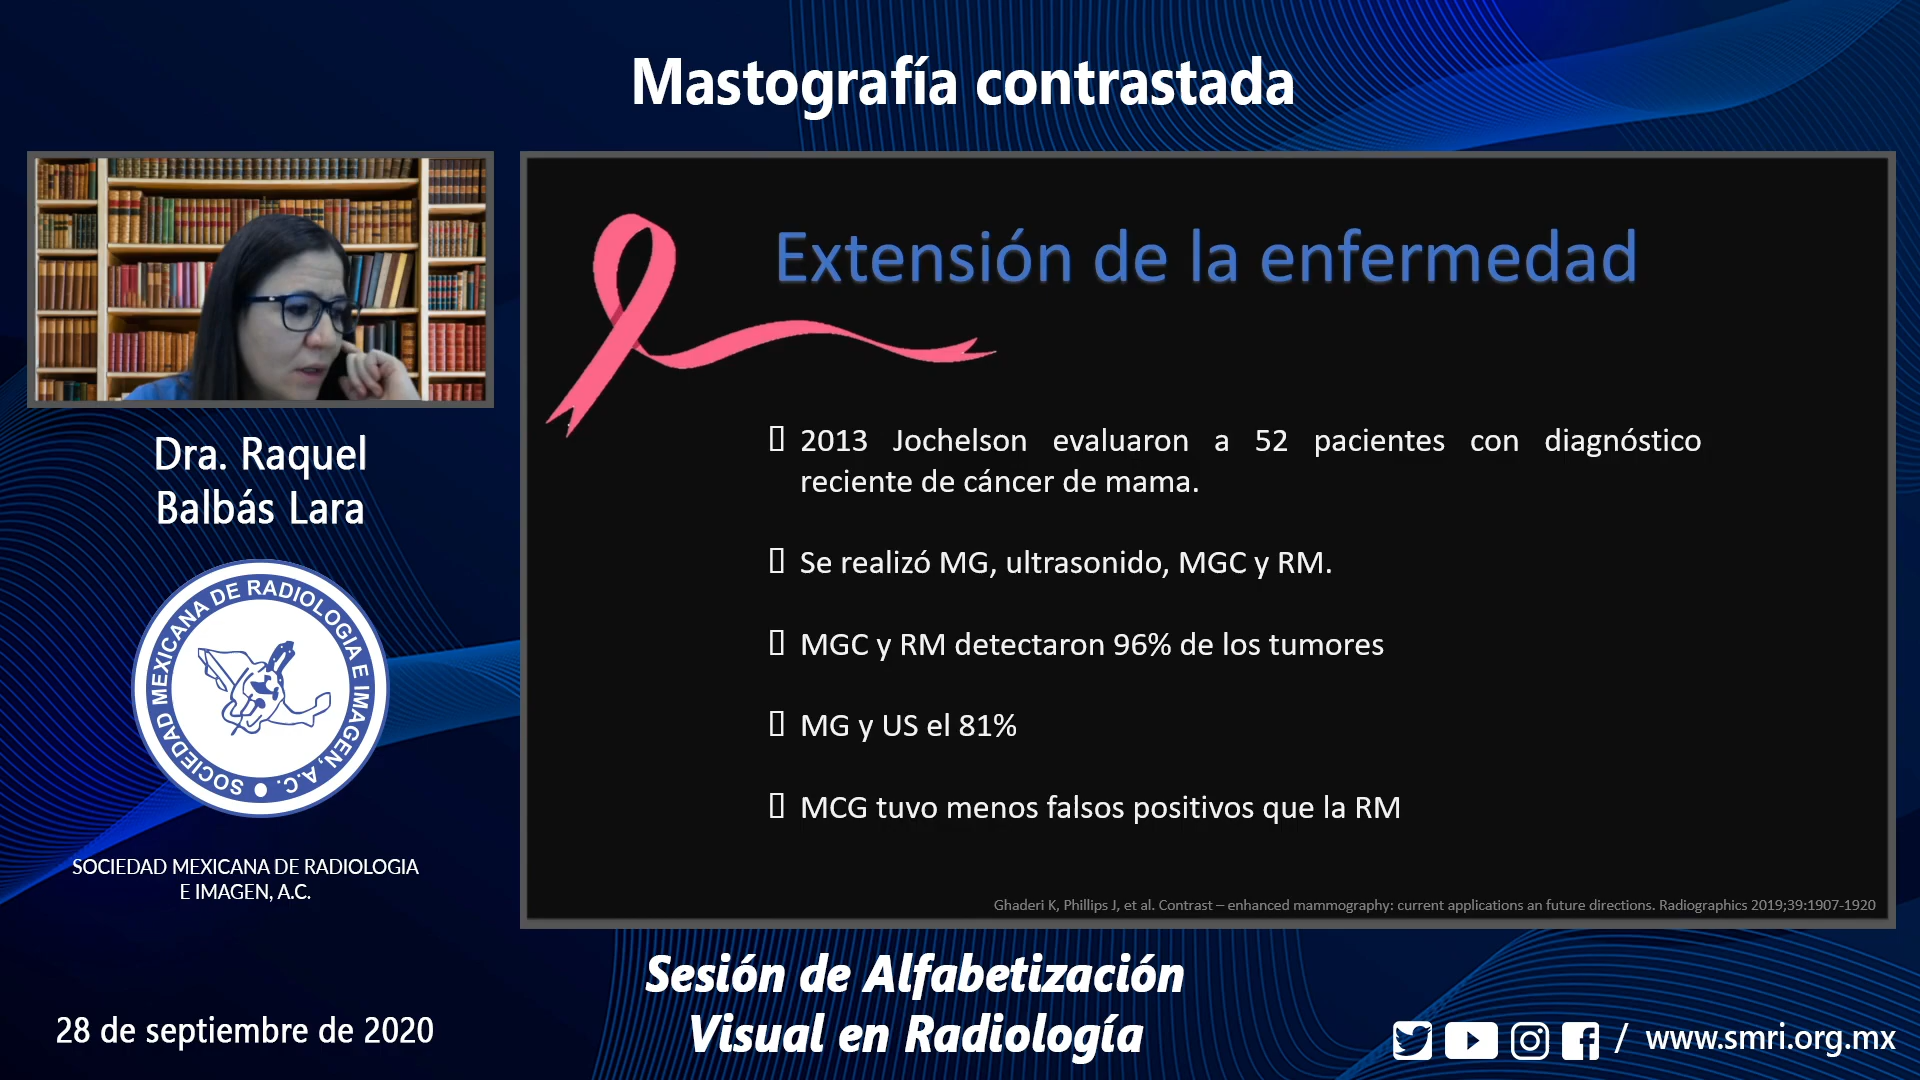 Mastografía contrastada
Dra. Raquel
Balbás Lara
SOCIEDAD MEXICANA DE RADIOLOGIA E IMAGEN, A.C.
SOCIEDAD MEXICANA DE RADIOLOGIA
E IMAGEN, A.C.
28 de septiembre de 2020
Extensión de la enfermedad
2013 Jochelson evaluaron a 52 pacientes con diagnóstico
reciente de cáncer de mama.
Se realizó MG, ultrasonido, MGC y RM.
MGC y RM detectaron 96% de los tumores
MG y US el 81%
MCG tuvo menos falsos positivos que la RM
Ghaderi K, Phillips J, et al. Contrast – enhanced mammography: current applications an future directions. Radiographics 2019;39:1907-1920
Sesión de Alfabetización
Visual en Radiología
/ www.smri.org.mx